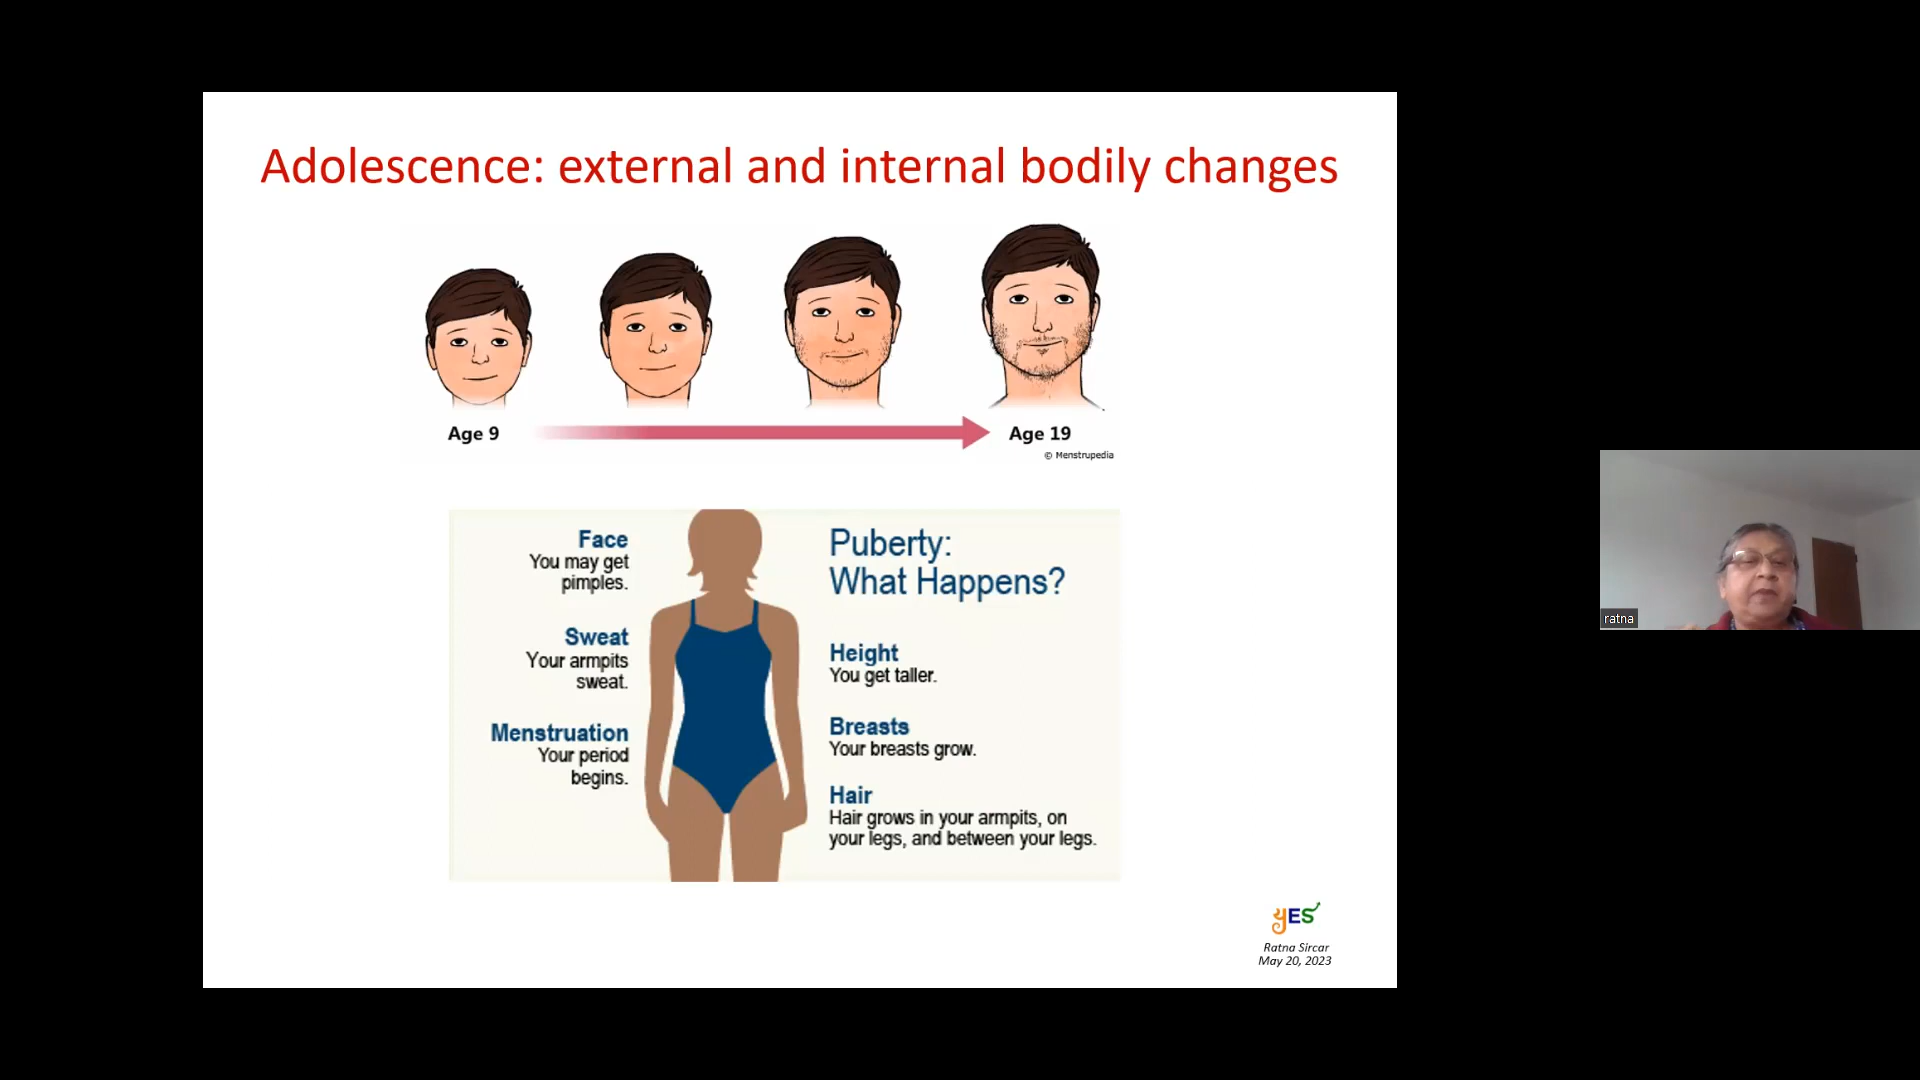 Adolescence: external and internal bodily changes
Age 9
Age 19
© Menstrupedia
Face
You may get
pimples.
Sweat
Your armpits
sweat.
Menstruation
Your period
begins.
Puberty:
What Happens?
Height
You get taller.
Breasts
Your breasts grow.
Hair
Hair grows in your armpits, on
your legs, and between your legs.
yES
Ratna Sircar
May 20, 2023
ratna